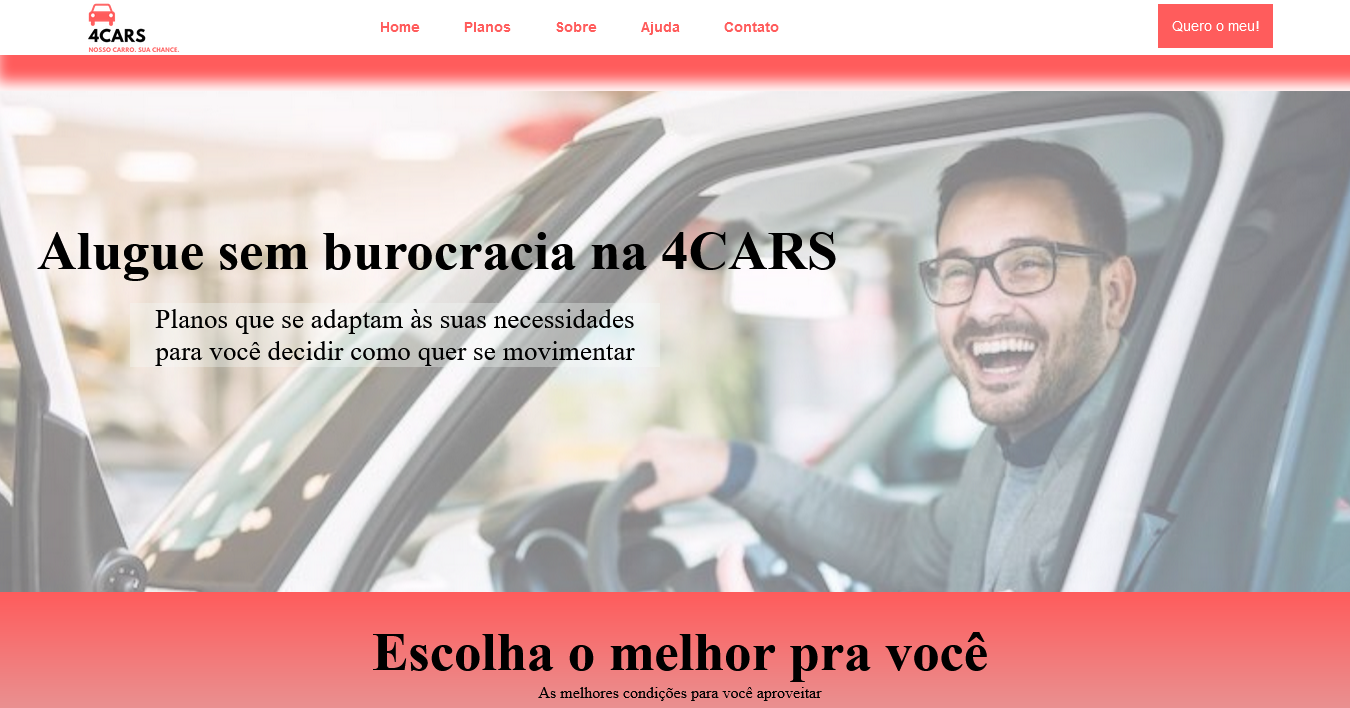 4CARS
NOSSO CARRO. SUA CHANCE.
Home
Planos
Sobre
Ajuda
Contato
Quero o meu!
Alugue sem burocracia na 4CARS
Planos que se adaptam às suas necessidades
para você decidir como quer se movimentar
Escolha o melhor pra você
As melhores condições para você aproveitar